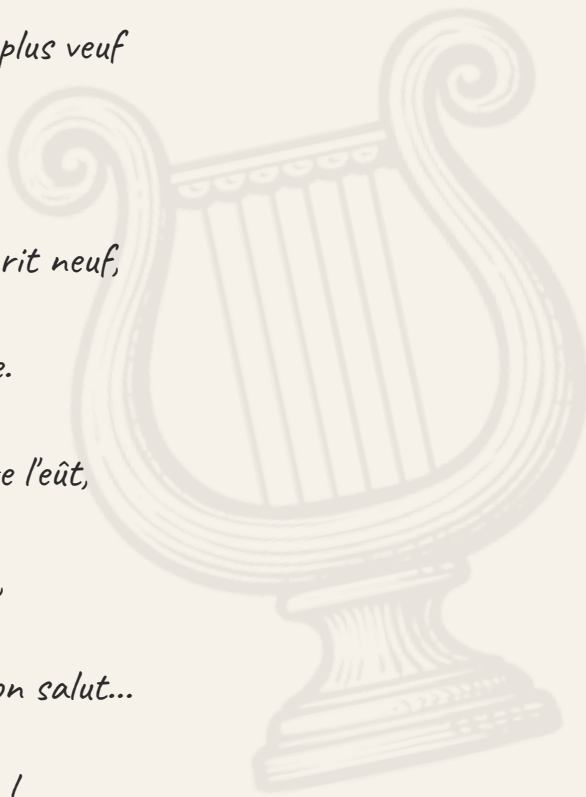 plus veuf
rit neuf,
e.
e l'eût,
,
on salut...
!